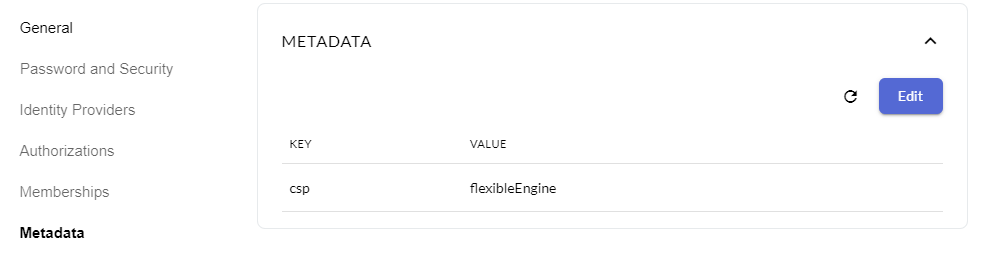 General
Password and Security
Identity Providers
Authorizations
Memberships
Metadata
METADATA
Edit
KEY VALUE
csp flexibleEngine